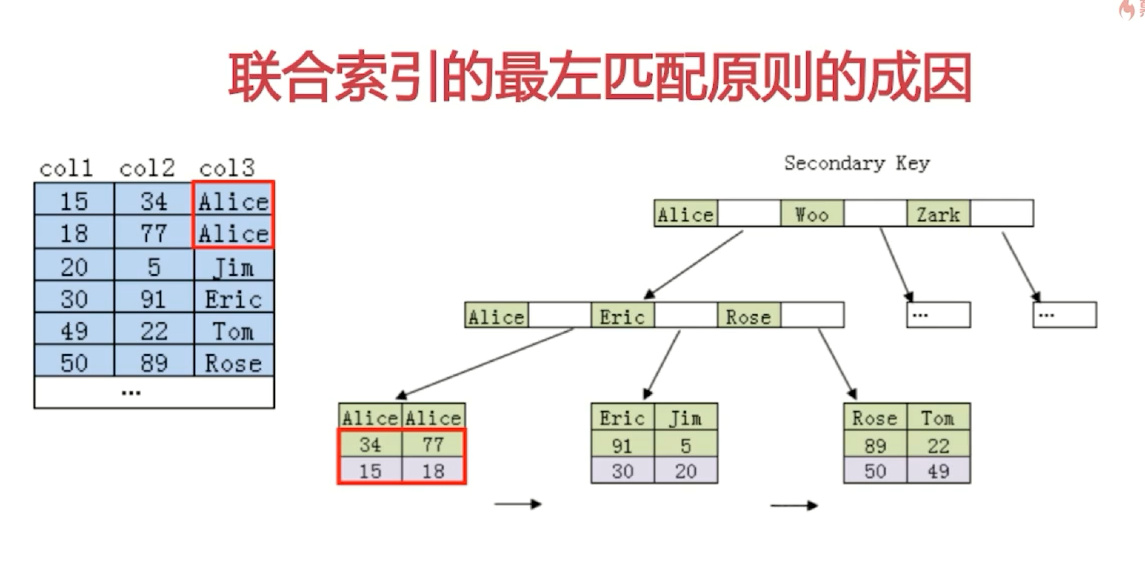 联合索引的最左匹配原则的成因
col1 col2 col3
15 34 Alice
18 77 Alice
20 5 Jim
30 91 Eric
49 22 Tom
50 89 Rose
…
Secondary Key
Alice Woo Zark
Alice Eric Rose
… …
Alice Alice
34 77
15 18
Eric Jim
91 5
30 20
Rose Tom
89 22
50 49